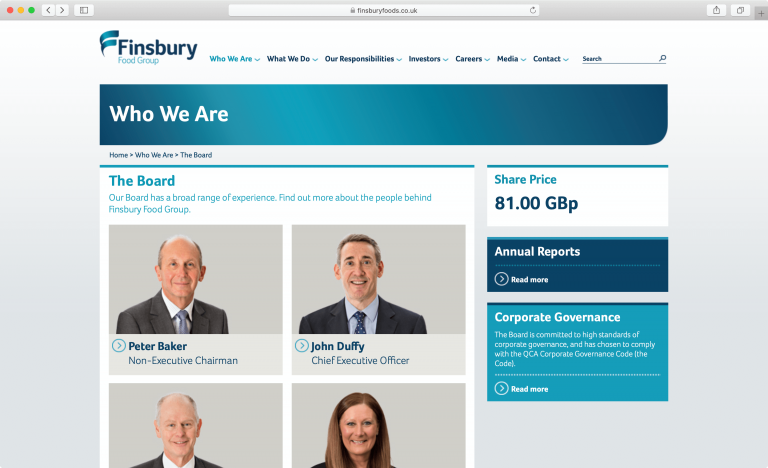 finsburyfoods.co.uk
Finsbury
Food Group
Who We Are What We Do Our Responsibilities Investors Careers Media Contact Search
Who We Are
Home > Who We Are > The Board
The Board
Our Board has a broad range of experience. Find out more about the people behind
Finsbury Food Group.
Peter Baker
Non-Executive Chairman
John Duffy
Chief Executive Officer
Share Price
81.00 GBp
Annual Reports
Read more
Corporate Governance
The Board is committed to high standards of
corporate governance, and has chosen to comply
with the QCA Corporate Governance Code (the
Code).
Read more